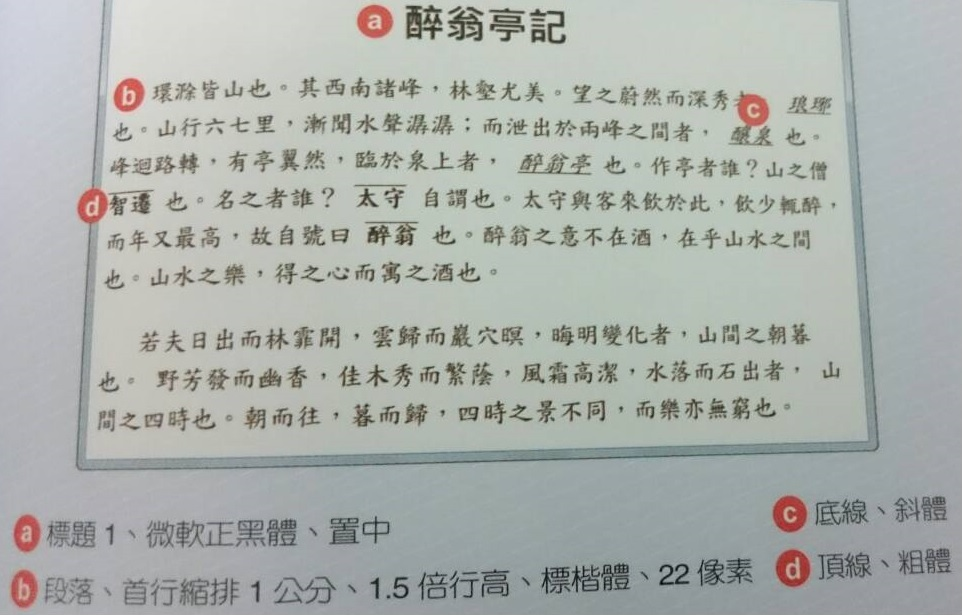 a 醉翁亭記
b 環滁皆山也。其西南諸峰，林壑尤美。望之蔚然而深秀 c 琅琊
也。山行六七里，漸聞水聲潺潺；而泄出於兩峰之間者， 釀泉 也。
峰迴路轉，有亭翼然，臨於泉上者， 醉翁亭 也。作亭者誰？山之僧
d 智遷 也。名之者誰？ 太守 自謂也。太守與客來飲於此，飲少輒醉，
而年又最高，故自號曰 醉翁 也。醉翁之意不在酒，在乎山水之間
也。山水之樂，得之心而寓之酒也。
若夫日出而林霏開，雲歸而巖穴暝，晦明變化者，山間之朝暮
也。 野芳發而幽香，佳木秀而繁蔭，風霜高潔，水落而石出者， 山
間之四時也。朝而往，暮而歸，四時之景不同，而樂亦無窮也。
a 標題 1、微軟正黑體、置中
b 段落、首行縮排 1 公分、1.5 倍行高、標楷體、22 像素
c 底線、斜體
d 頂線、粗體